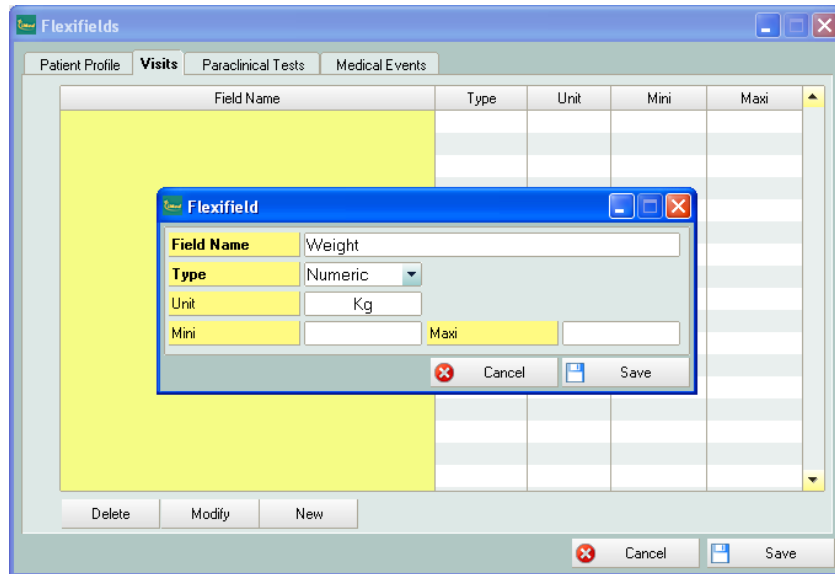 Flexifields
Patient Profile Visits Paraclinical Tests Medical Events
Field Name Type Unit Mini Maxi
Flexifield
Field Name Weight
Type Numeric
Unit Kg
Mini Maxi
Cancel Save
Delete Modify New
Cancel Save